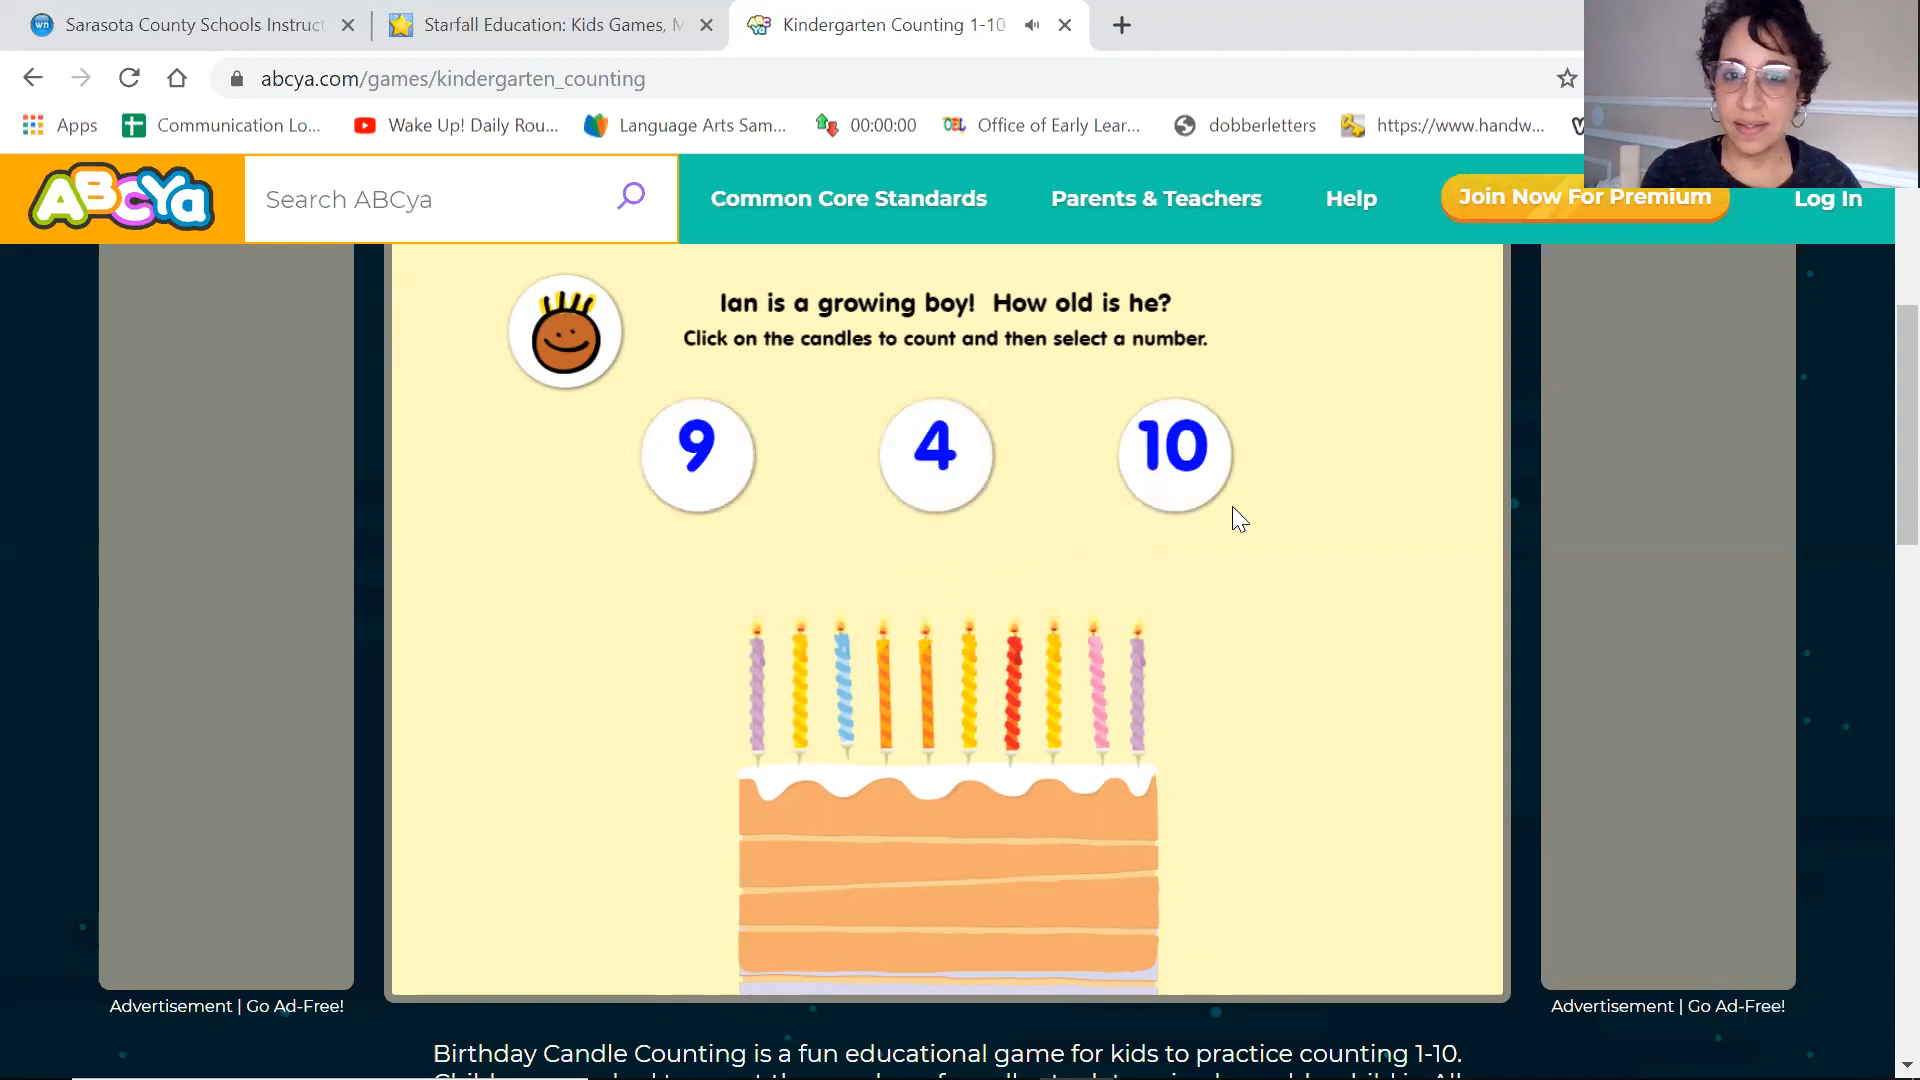 Sarasota County Schools Instruct
Starfall Education: Kids Games, M
Kindergarten Counting 1-10
abcya.com/games/kindergarten_counting
Apps
Communication Lo...
Wake Up! Daily Rou...
Language Arts Sam...
00:00:00
OEL
Office of Early Lear...
dobberletters
https://www.handw...
ABCYa
Search ABCya
Common Core Standards
Parents & Teachers
Help
Join Now For Premium
Log In
Ian is a growing boy! How old is he?
Click on the candles to count and then select a number.
9
4
10
Advertisement | Go Ad-Free!
Advertisement | Go Ad-Free!
Birthday Candle Counting is a fun educational game for kids to practice counting 1-10.